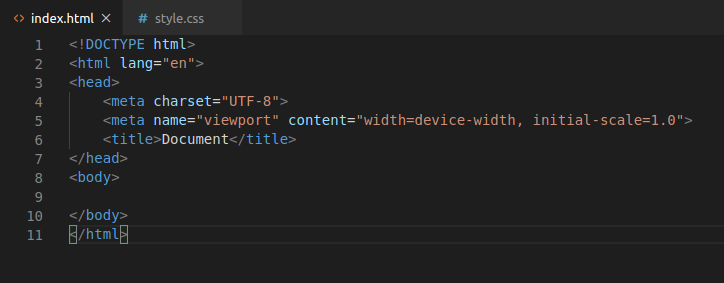 <> index.html × # style.css
1 <!DOCTYPE html>
2 <html lang="en">
3 <head>
4     <meta charset="UTF-8">
5     <meta name="viewport" content="width=device-width, initial-scale=1.0">
6     <title>Document</title>
7 </head>
8 <body>
9
10 </body>
11 </html>